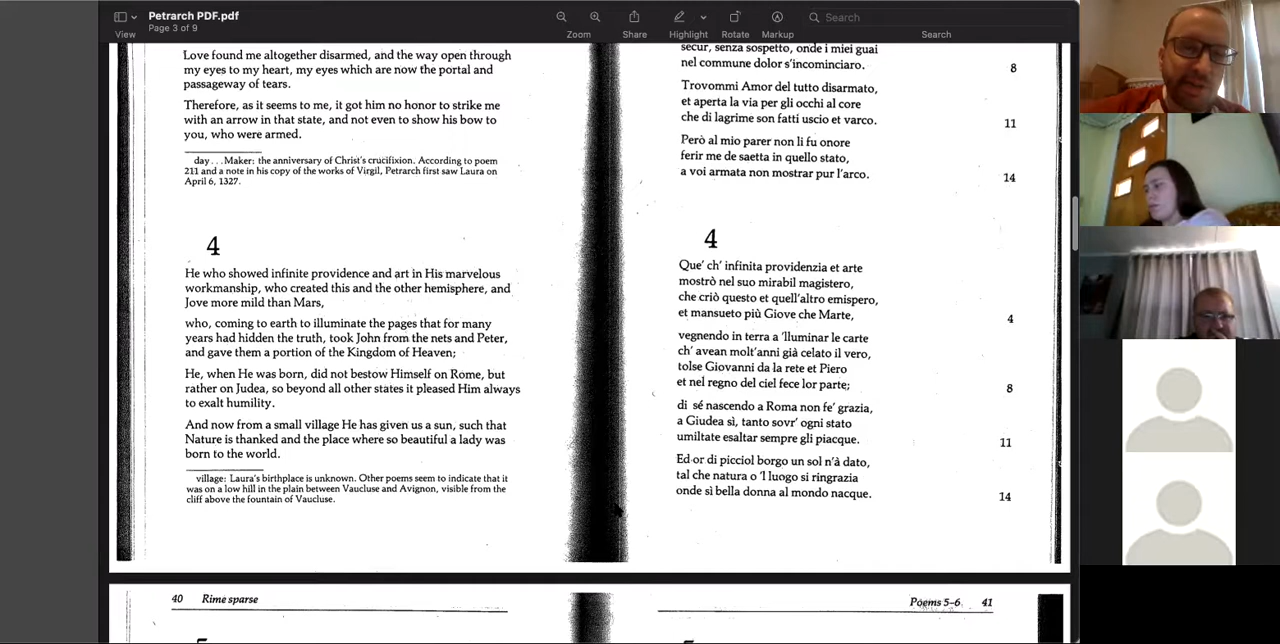 Petrarch PDF.pdf
Page 3 of 9
View
Zoom
Share
Highlight
Rotate
Markup
Search
Search
Love found me altogether disarmed, and the way open through
my eyes to my heart, my eyes which are now the portal and
passageway of tears.
Therefore, as it seems to me, it got him no honor to strike me
with an arrow in that state, and not even to show his bow to
you, who were armed.
day . . . Maker: the anniversary of Christ's crucifixion. According to poem
211 and a note in his copy of the works of Virgil, Petrarch first saw Laura on
April 6, 1327.
4
He who showed infinite providence and art in His marvelous
workmanship, who created this and the other hemisphere, and
Jove more mild than Mars,
who, coming to earth to illuminate the pages that for many
years had hidden the truth, took John from the nets and Peter,
and gave them a portion of the Kingdom of Heaven;
He, when He was born, did not bestow Himself on Rome, but
rather on Judea, so beyond all other states it pleased Him always
to exalt humility.
And now from a small village He has given us a sun, such that
Nature is thanked and the place where so beautiful a lady was
born to the world.
village: Laura's birthplace is unknown. Other poems seem to indicate that it
was on a low hill in the plain between Vaucluse and Avignon, visible from the
cliff above the fountain of Vaucluse.
secur, senza sospetto, onde i miei guai
nel commune dolor s'incominciaro.
8
Trovommi Amor del tutto disarmato,
et aperta la via per gli occhi al core
che di lagrime son fatti uscio et varco.
11
Però al mio parer non li fu onore
ferir me de saetta in quello stato,
a voi armata non mostrar pur l'arco.
14
4
Que' ch' infinita providenzia et arte
mostrò nel suo mirabil magistero,
che criò questo et quell'altro emispero,
et mansueto più Giove che Marte,
4
vegnendo in terra a 'lluminar le carte
ch' avean molt'anni già celato il vero,
tolse Giovanni da la rete et Piero
et nel regno del ciel fece lor parte;
8
di sé nascendo a Roma non fe' grazia,
a Giudea sì, tanto sovr' ogni stato
umiltate esaltar sempre gli piacque.
11
Ed or di picciol borgo un sol n'à dato,
tal che natura o 'l luogo si ringrazia
onde sì bella donna al mondo nacque.
14
40 Rime sparse
Poems 5-6 41